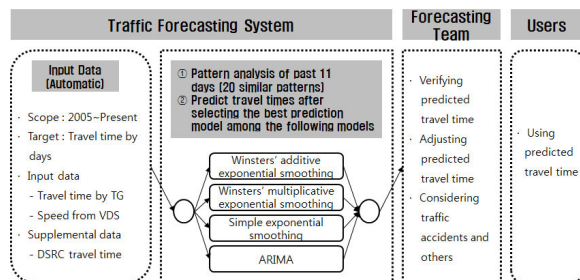 Traffic Forecasting System
Forecasting
Team
Users
Input Data
(Automatic)
· Scope : 2005~Present
· Target : Travel time by
days
· Input data
- Travel time by TG
- Speed from VDS
· Supplemental data
- DSRC travel time
① Pattern analysis of past 11
days (20 similar patterns)
② Predict travel times after
selecting the best prediction
model among the following models
Winsters' additive
exponential smoothing
Winsters' multiplicative
exponential smoothing
Simple exponential
smoothing
ARIMA
· Verifying
predicted
travel time
· Adjusting
predicted
travel time
· Considering
traffic
accidents and
others
· Using
predicted
travel time